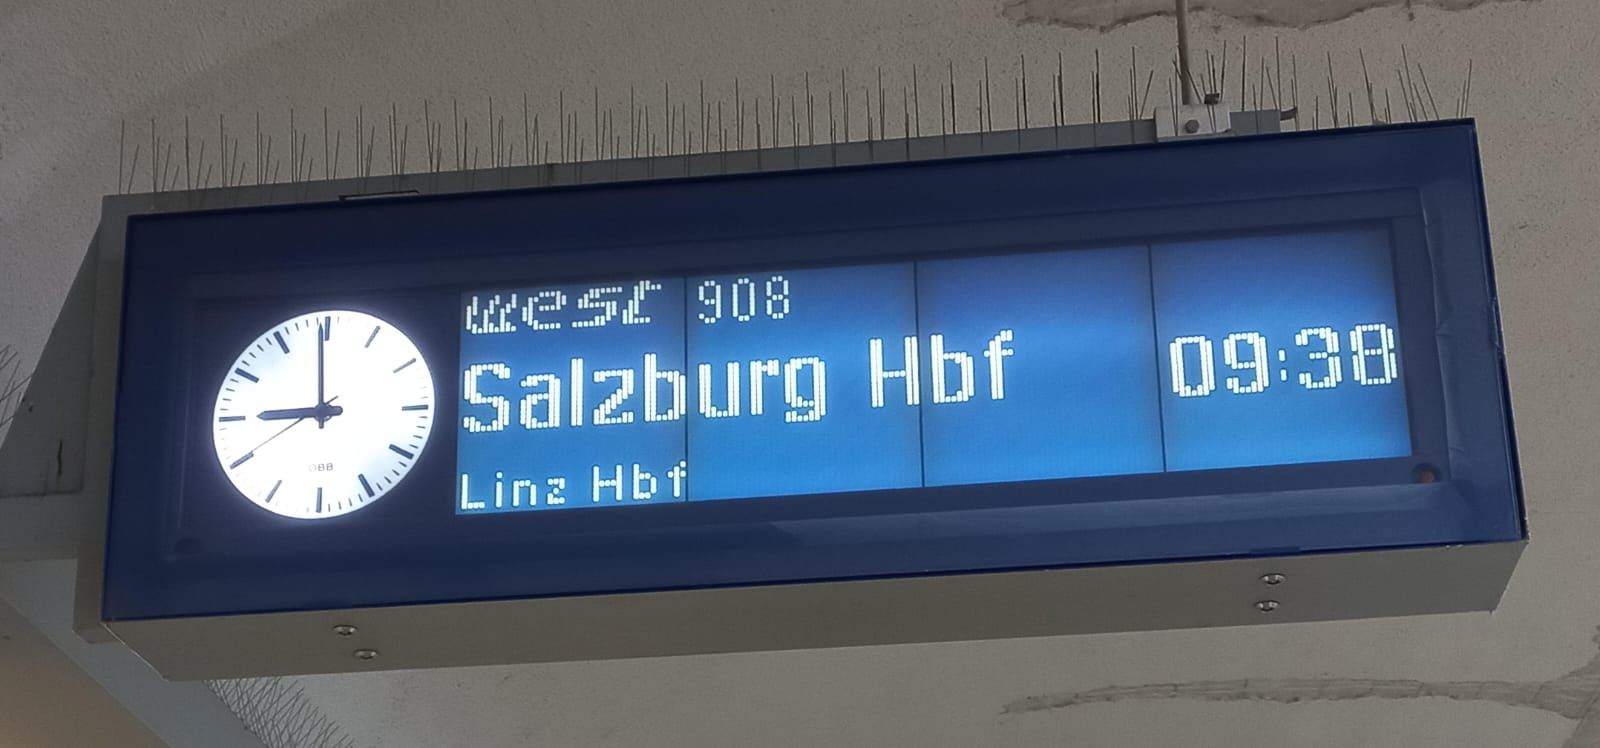 west 908
Salzburg Hbf 09:38
Linz Hbf
ÖBB